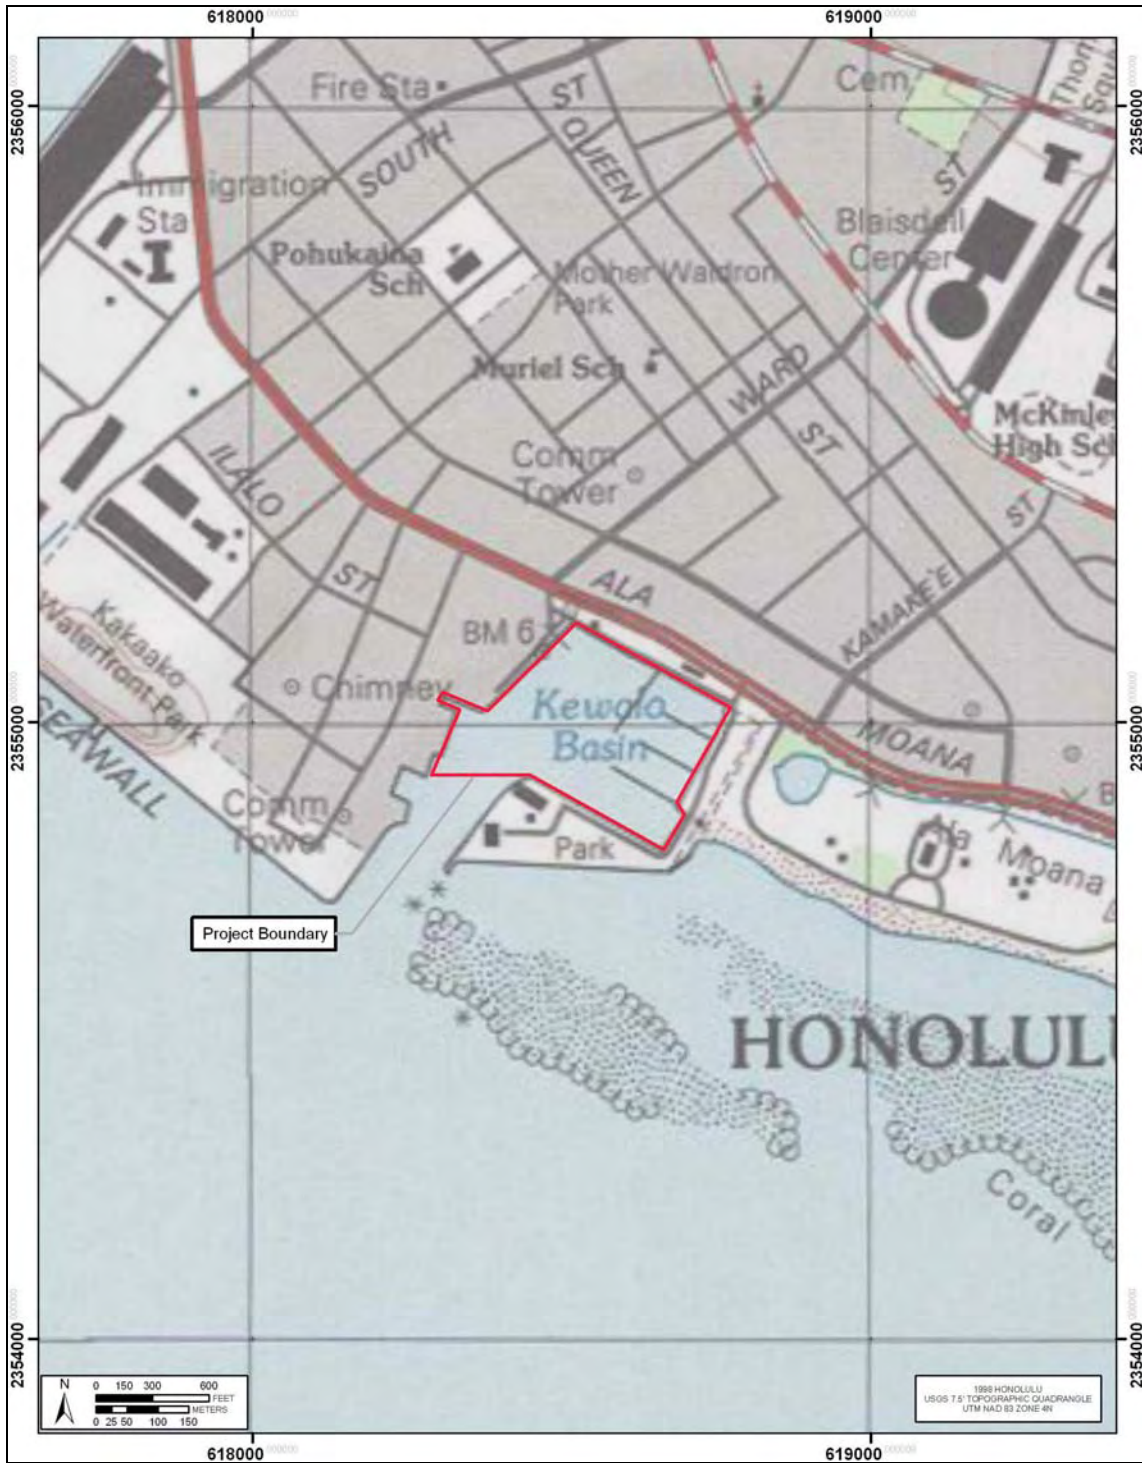 618000
619000
2356000
2356000
Fire Sta
SOUTH
ST
QUEEN
Cem
Thom
Squ
ST
Immigration
Sta
Pohukaina
Sch
Mother Waldron
Park
Blaisdell
Center
Muriel Sch
WARD
ST
McKinley
High Sch
ST
Comm
Tower
ILALO
ST
ALA
KAMAKE'E
Kakaako
Waterfront Park
BM 6
Chimney
Kewalo
Basin
2355000
2355000
SEAWALL
MOANA
Comm
Tower
B
Park
Ala
Moana
Project Boundary
HONOLULU
Coral
2354000
2354000
N
0 150 300 600
FEET
METERS
0 25 50 100 150
1998 HONOLULU
USGS 7.5' TOPOGRAPHIC QUADRANGLE
UTM NAD 83 ZONE 4N
618000
619000